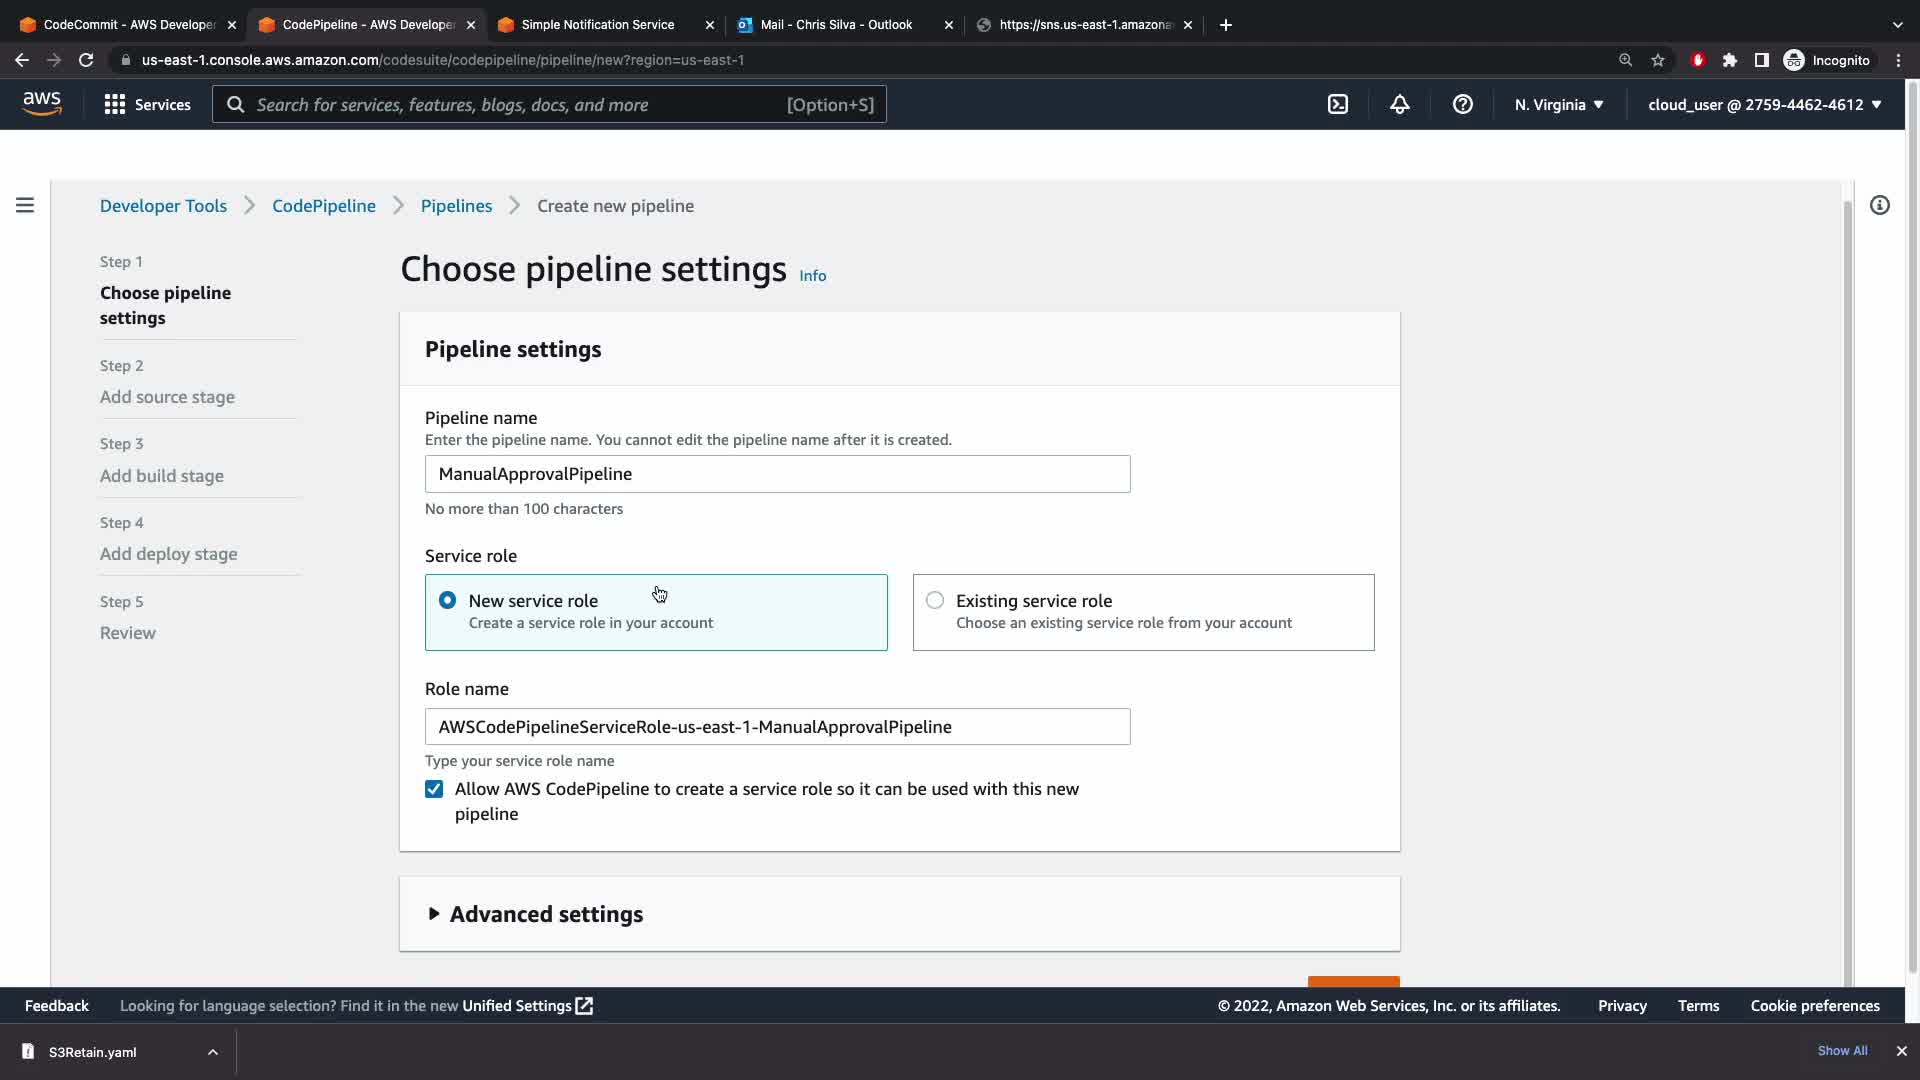 CodeCommit - AWS Developer
CodePipeline - AWS Developer
Simple Notification Service
Mail - Chris Silva - Outlook
https://sns.us-east-1.amazona
us-east-1.console.aws.amazon.com/codesuite/codepipeline/pipeline/new?region=us-east-1
Incognito
aws
Services
Search for services, features, blogs, docs, and more
[Option+S]
N. Virginia
cloud_user @ 2759-4462-4612
Developer Tools
CodePipeline
Pipelines
Create new pipeline
Step 1
Choose pipeline
settings
Step 2
Add source stage
Step 3
Add build stage
Step 4
Add deploy stage
Step 5
Review
Choose pipeline settings Info
Pipeline settings
Pipeline name
Enter the pipeline name. You cannot edit the pipeline name after it is created.
ManualApprovalPipeline
No more than 100 characters
Service role
New service role
Create a service role in your account
Existing service role
Choose an existing service role from your account
Role name
AWSCodePipelineServiceRole-us-east-1-ManualApprovalPipeline
Type your service role name
Allow AWS CodePipeline to create a service role so it can be used with this new
pipeline
Advanced settings
Feedback
Looking for language selection? Find it in the new Unified Settings
© 2022, Amazon Web Services, Inc. or its affiliates.
Privacy
Terms
Cookie preferences
S3Retain.yaml
Show All